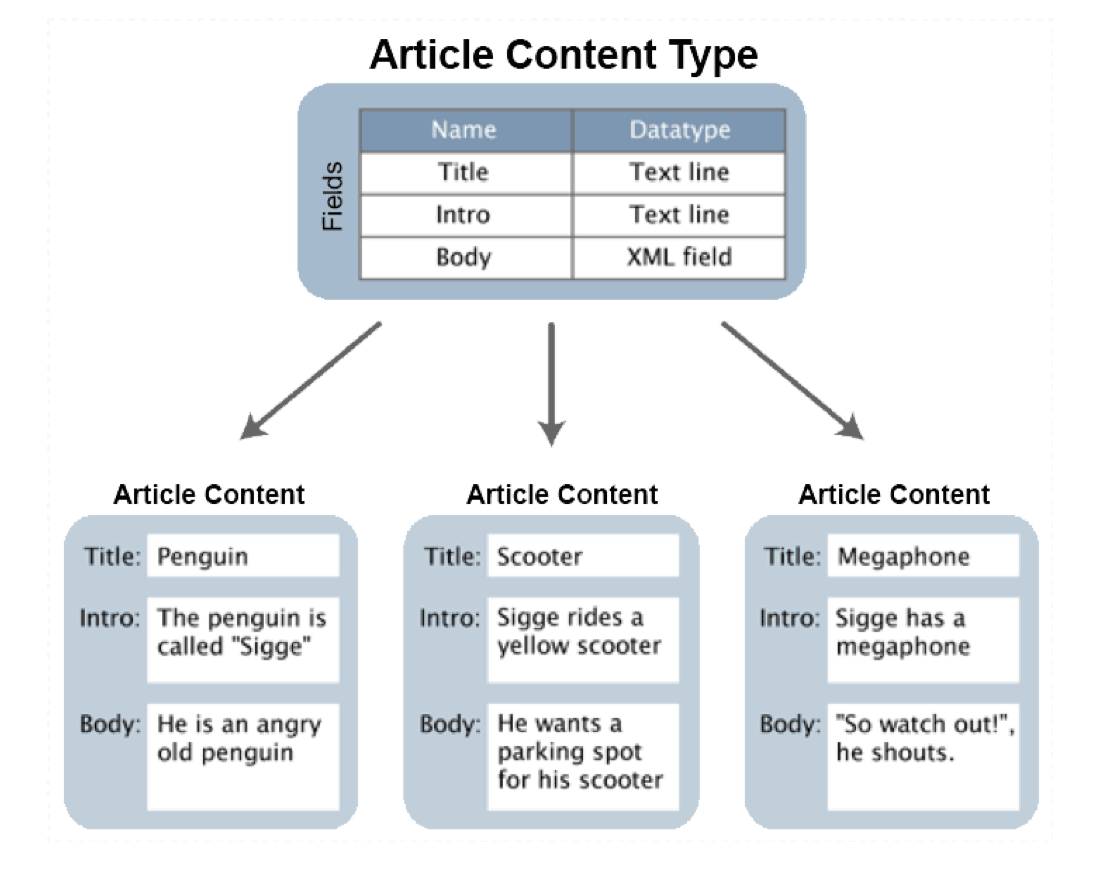 Article Content Type
Fields
Name Datatype
Title Text line
Intro Text line
Body XML field
Article Content
Title: Penguin
Intro: The penguin is
called "Sigge"
Body: He is an angry
old penguin
Article Content
Title: Scooter
Intro: Sigge rides a
yellow scooter
Body: He wants a
parking spot
for his scooter
Article Content
Title: Megaphone
Intro: Sigge has a
megaphone
Body: "So watch out!",
he shouts.